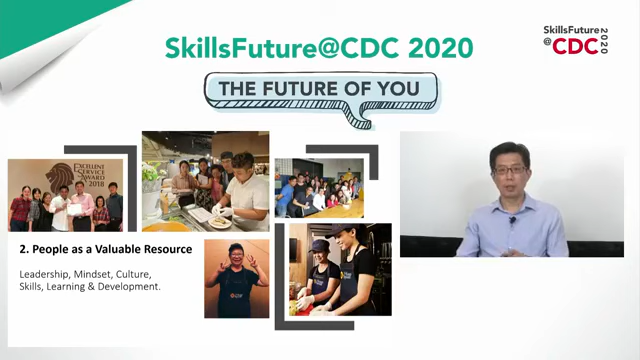 SkillsFuture@CDC 2020
THE FUTURE OF YOU
SkillsFuture
@CDC
2020
EXCELLENT
SERVICE
AWARD
2018
2. People as a Valuable Resource
Leadership, Mindset, Culture,
Skills, Learning & Development.